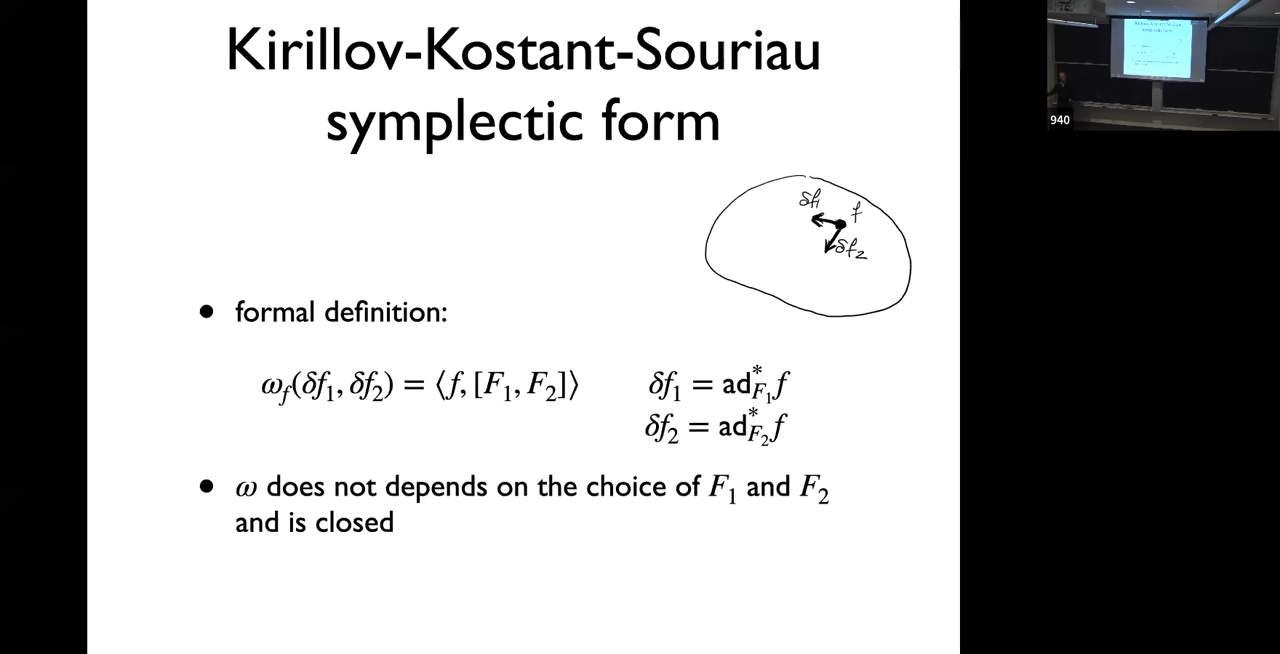 Kirillov-Kostant-Souriau
symplectic form
δf₁
f
δf₂
• formal definition:
ω_f(δf₁, δf₂) = ⟨f, [F₁, F₂]⟩ δf₁ = ad*_{F₁} f
δf₂ = ad*_{F₂} f
• ω does not depends on the choice of F₁ and F₂
and is closed
940